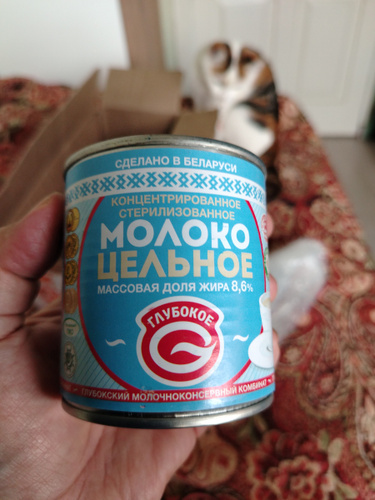 СДЕЛАНО В БЕЛАРУСИ
КОНЦЕНТРИРОВАННОЕ
СТЕРИЛИЗОВАННОЕ
МОЛОКО
ЦЕЛЬНОЕ
МАССОВАЯ ДОЛЯ ЖИРА 8,6%
ГЛУБОКОЕ
ГЛУБОКСКИЙ МОЛОЧНОКОНСЕРВНЫЙ КОМБИНАТ